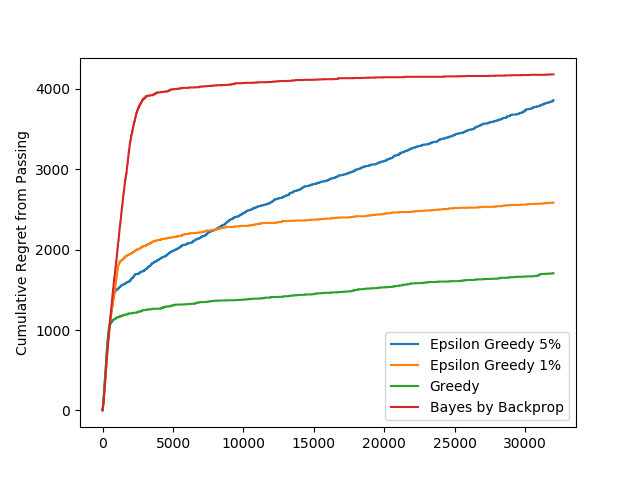 Cumulative Regret from Passing
4000
3000
2000
1000
0
0 5000 10000 15000 20000 25000 30000
Epsilon Greedy 5%
Epsilon Greedy 1%
Greedy
Bayes by Backprop